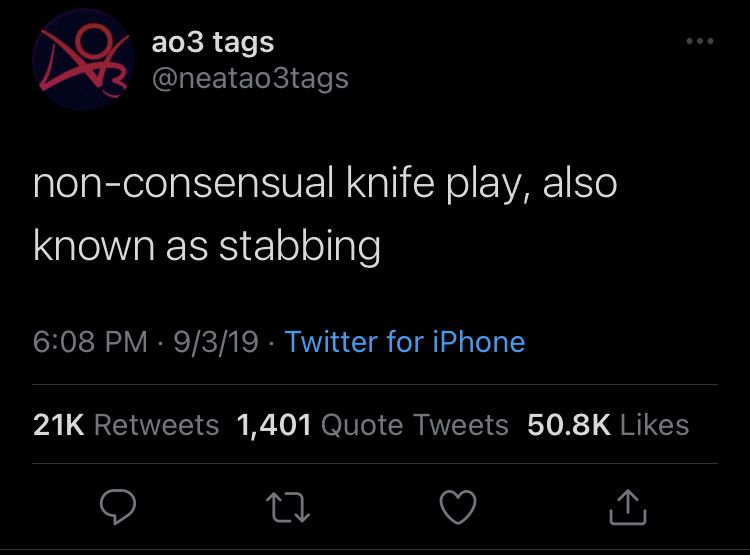 ao3 tags
@neatao3tags
non-consensual knife play, also
known as stabbing
6:08 PM · 9/3/19 · Twitter for iPhone
21K Retweets 1,401 Quote Tweets 50.8K Likes